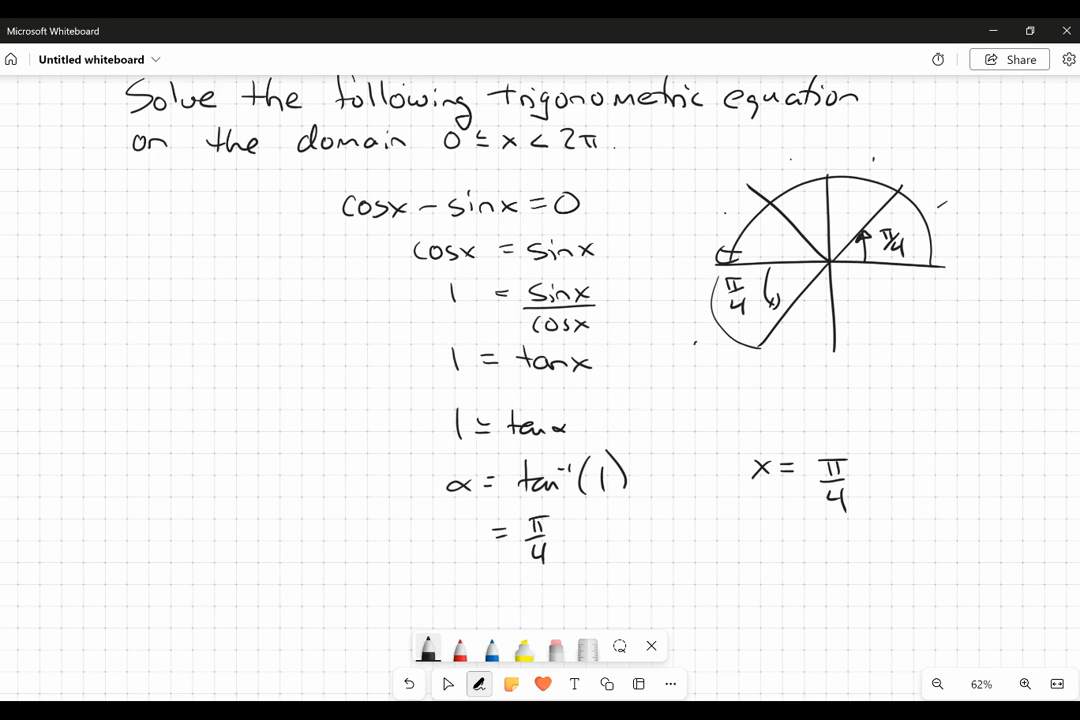 Microsoft Whiteboard
Untitled whiteboard
Share
Solve the following trigonometric equation
on the domain 0 ≤ x < 2π.
cosx - sinx = 0
cosx = sinx
1 = sinx/cosx
1 = tanx
1 = tanα
α = tan⁻¹(1)
= π/4
π/4
π/4
x = π/4
62%